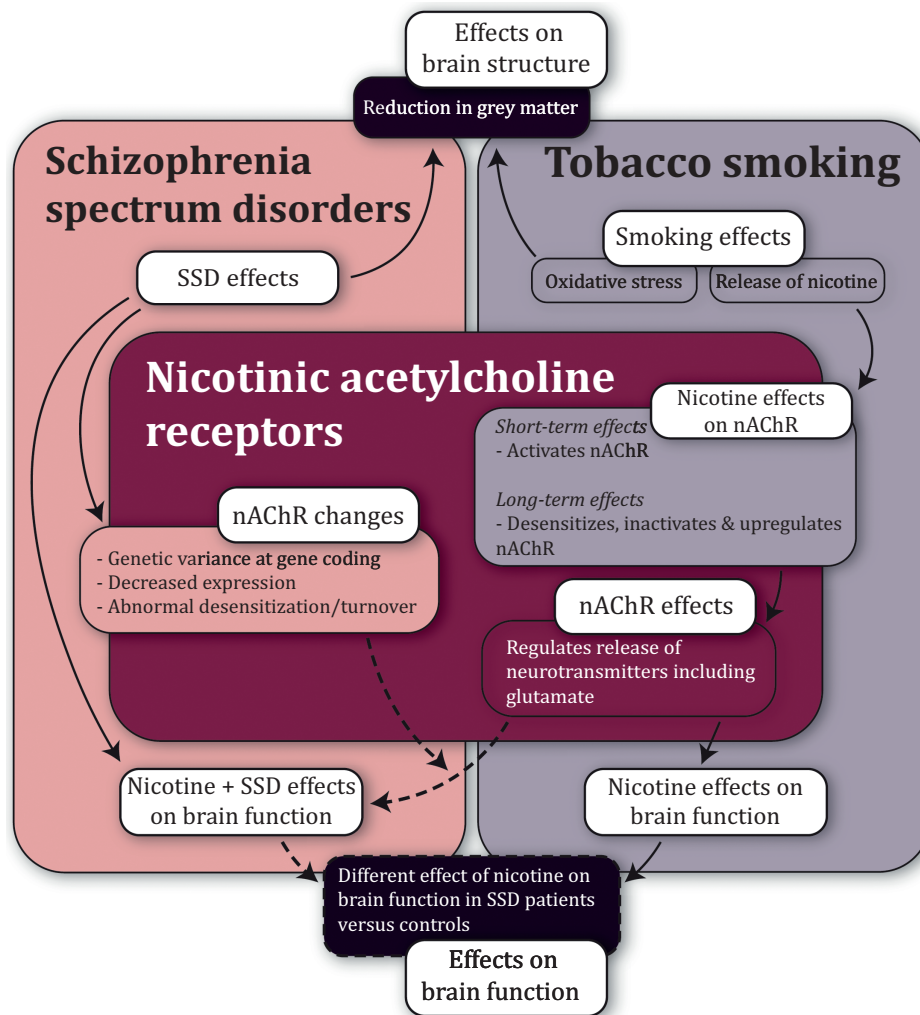 Effects on
brain structure
Reduction in grey matter
Schizophrenia
spectrum disorders
Tobacco smoking
Smoking effects
Oxidative stress
Release of nicotine
SSD effects
Nicotinic acetylcholine
receptors
Nicotine effects
on nAChR
Short-term effects
- Activates nAChR
Long-term effects
- Desensitizes, inactivates & upregulates
nAChR
nAChR changes
- Genetic variance at gene coding
- Decreased expression
- Abnormal desensitization/turnover
nAChR effects
Regulates release of
neurotransmitters including
glutamate
Nicotine + SSD effects
on brain function
Nicotine effects on
brain function
Different effect of nicotine on
brain function in SSD patients
versus controls
Effects on
brain function